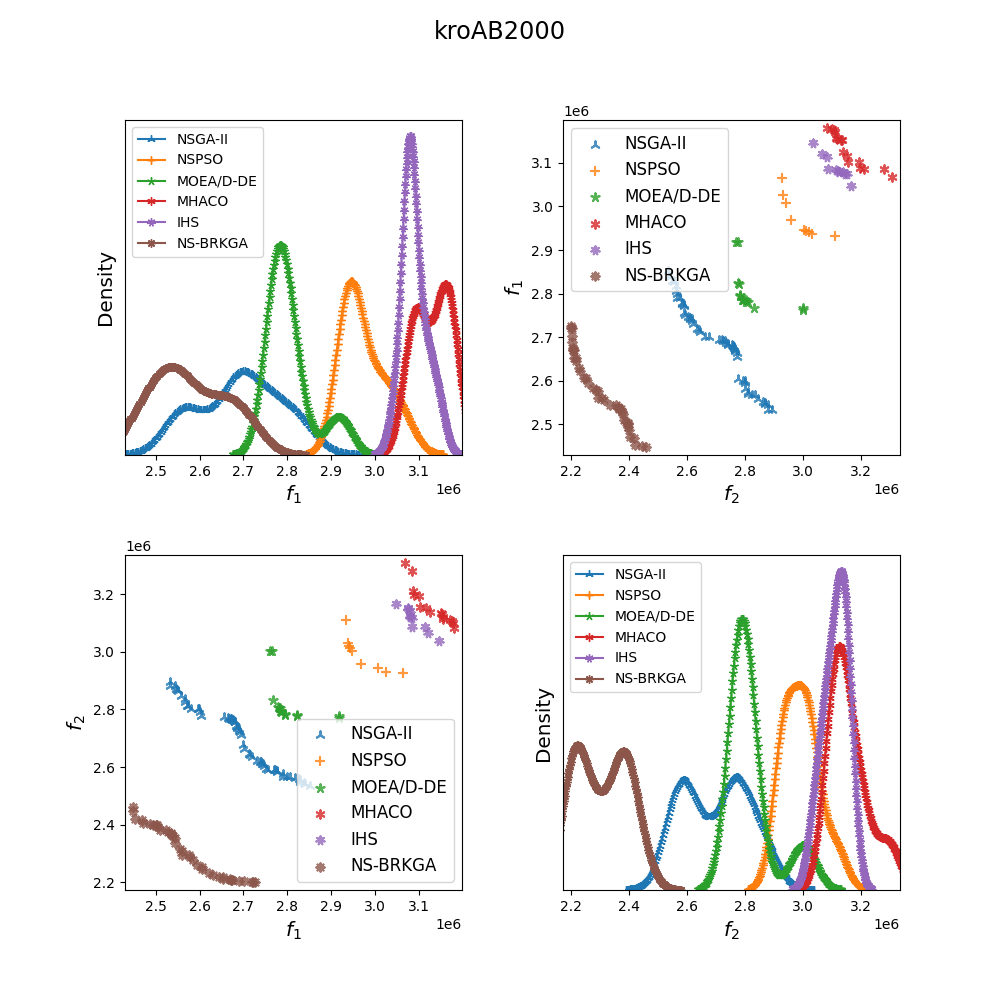 kroAB2000
NSGA-II
NSPSO
MOEA/D-DE
MHACO
IHS
NS-BRKGA
Density
2.5 2.6 2.7 2.8 2.9 3.0 3.1
1e6
f1
1e6
NSGA-II
NSPSO
MOEA/D-DE
MHACO
IHS
NS-BRKGA
f1
3.1
3.0
2.9
2.8
2.7
2.6
2.5
2.2 2.4 2.6 2.8 3.0 3.2
1e6
f2
1e6
f2
3.2
3.0
2.8
2.6
2.4
2.2
NSGA-II
NSPSO
MOEA/D-DE
MHACO
IHS
NS-BRKGA
2.5 2.6 2.7 2.8 2.9 3.0 3.1
1e6
f1
NSGA-II
NSPSO
MOEA/D-DE
MHACO
IHS
NS-BRKGA
Density
2.2 2.4 2.6 2.8 3.0 3.2
1e6
f2